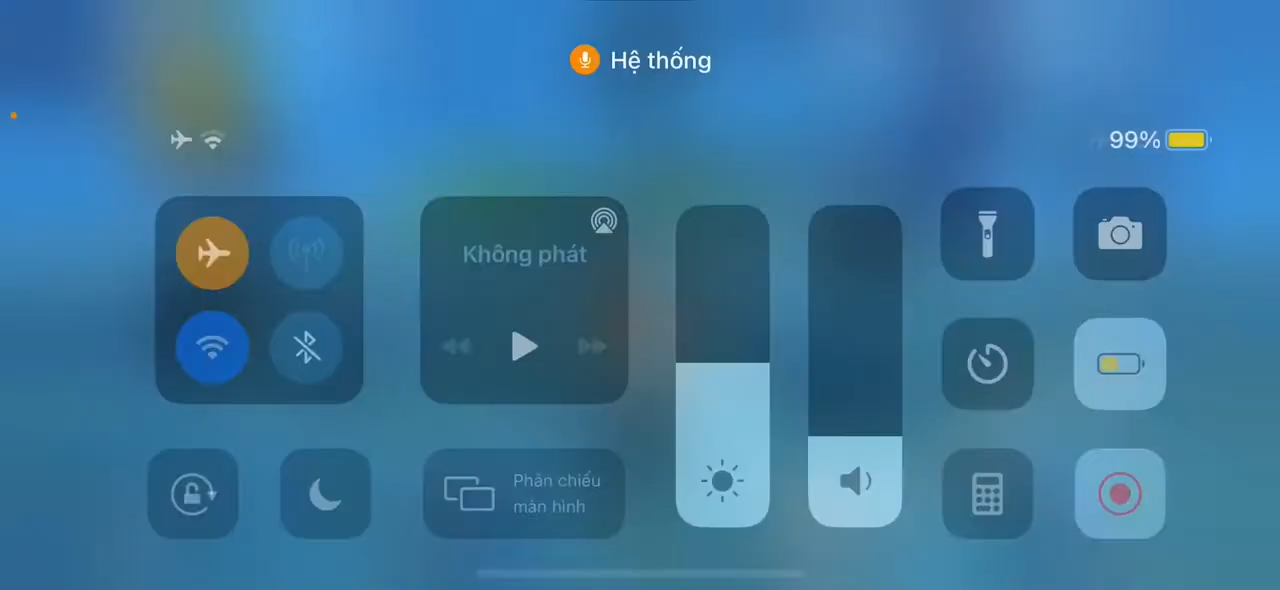 Hệ thống
99%
Không phát
Phản chiếu
màn hình